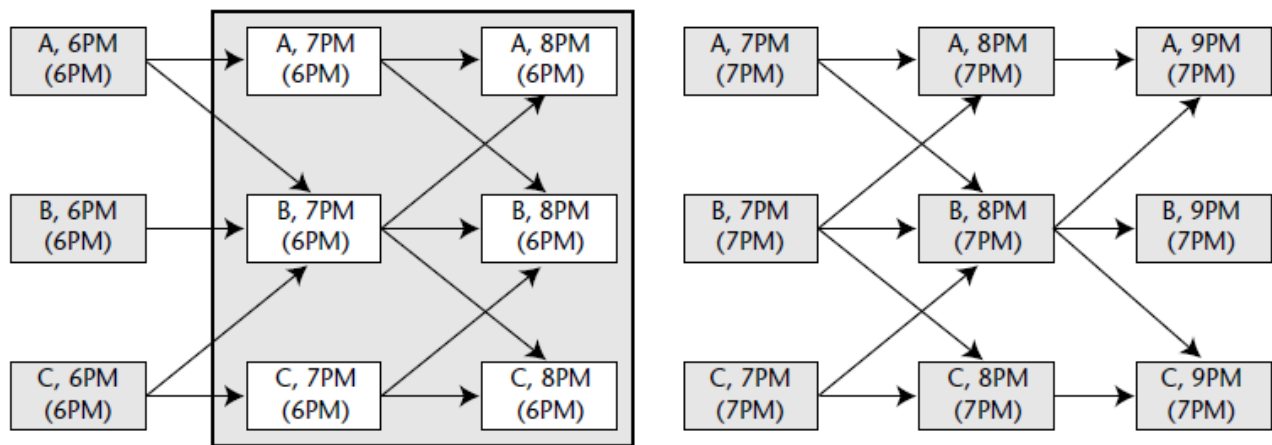 A, 6PM
(6PM)
A, 7PM
(6PM)
A, 8PM
(6PM)
A, 7PM
(7PM)
A, 8PM
(7PM)
A, 9PM
(7PM)
B, 6PM
(6PM)
B, 7PM
(6PM)
B, 8PM
(6PM)
B, 7PM
(7PM)
B, 8PM
(7PM)
B, 9PM
(7PM)
C, 6PM
(6PM)
C, 7PM
(6PM)
C, 8PM
(6PM)
C, 7PM
(7PM)
C, 8PM
(7PM)
C, 9PM
(7PM)